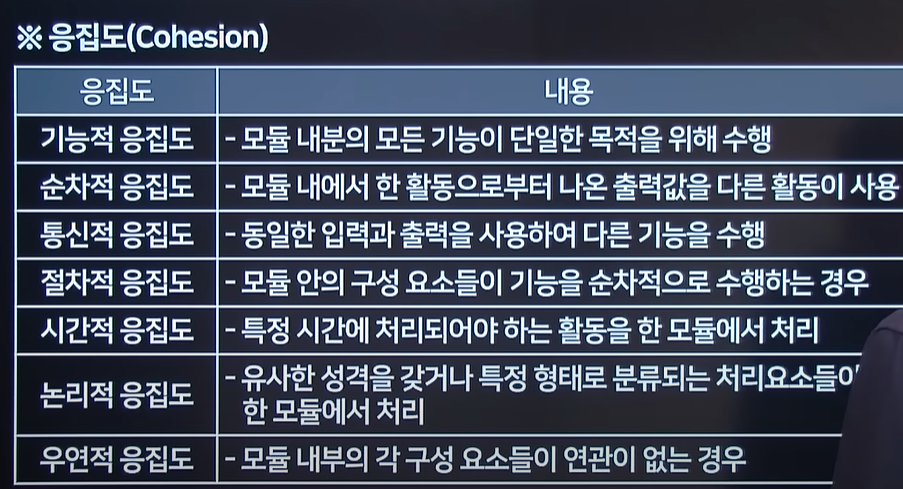 ※ 응집도(Cohesion)
응집도 내용
기능적 응집도 - 모듈 내분의 모든 기능이 단일한 목적을 위해 수행
순차적 응집도 - 모듈 내에서 한 활동으로부터 나온 출력값을 다른 활동이 사용
통신적 응집도 - 동일한 입력과 출력을 사용하여 다른 기능을 수행
절차적 응집도 - 모듈 안의 구성 요소들이 기능을 순차적으로 수행하는 경우
시간적 응집도 - 특정 시간에 처리되어야 하는 활동을 한 모듈에서 처리
논리적 응집도 - 유사한 성격을 갖거나 특정 형태로 분류되는 처리요소들이
한 모듈에서 처리
우연적 응집도 - 모듈 내부의 각 구성 요소들이 연관이 없는 경우